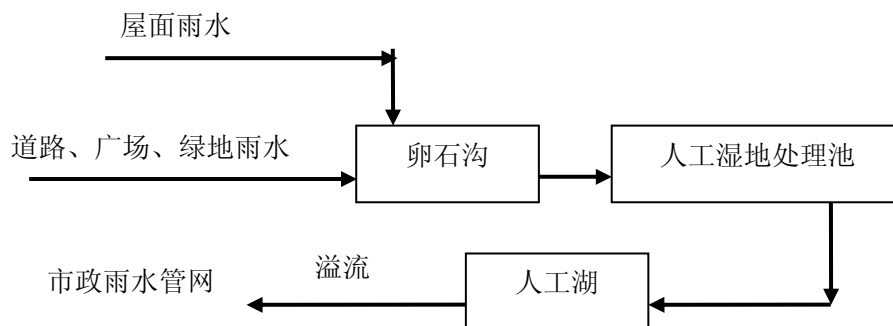 屋面雨水
道路、广场、绿地雨水
卵石沟
人工湿地处理池
市政雨水管网
溢流
人工湖